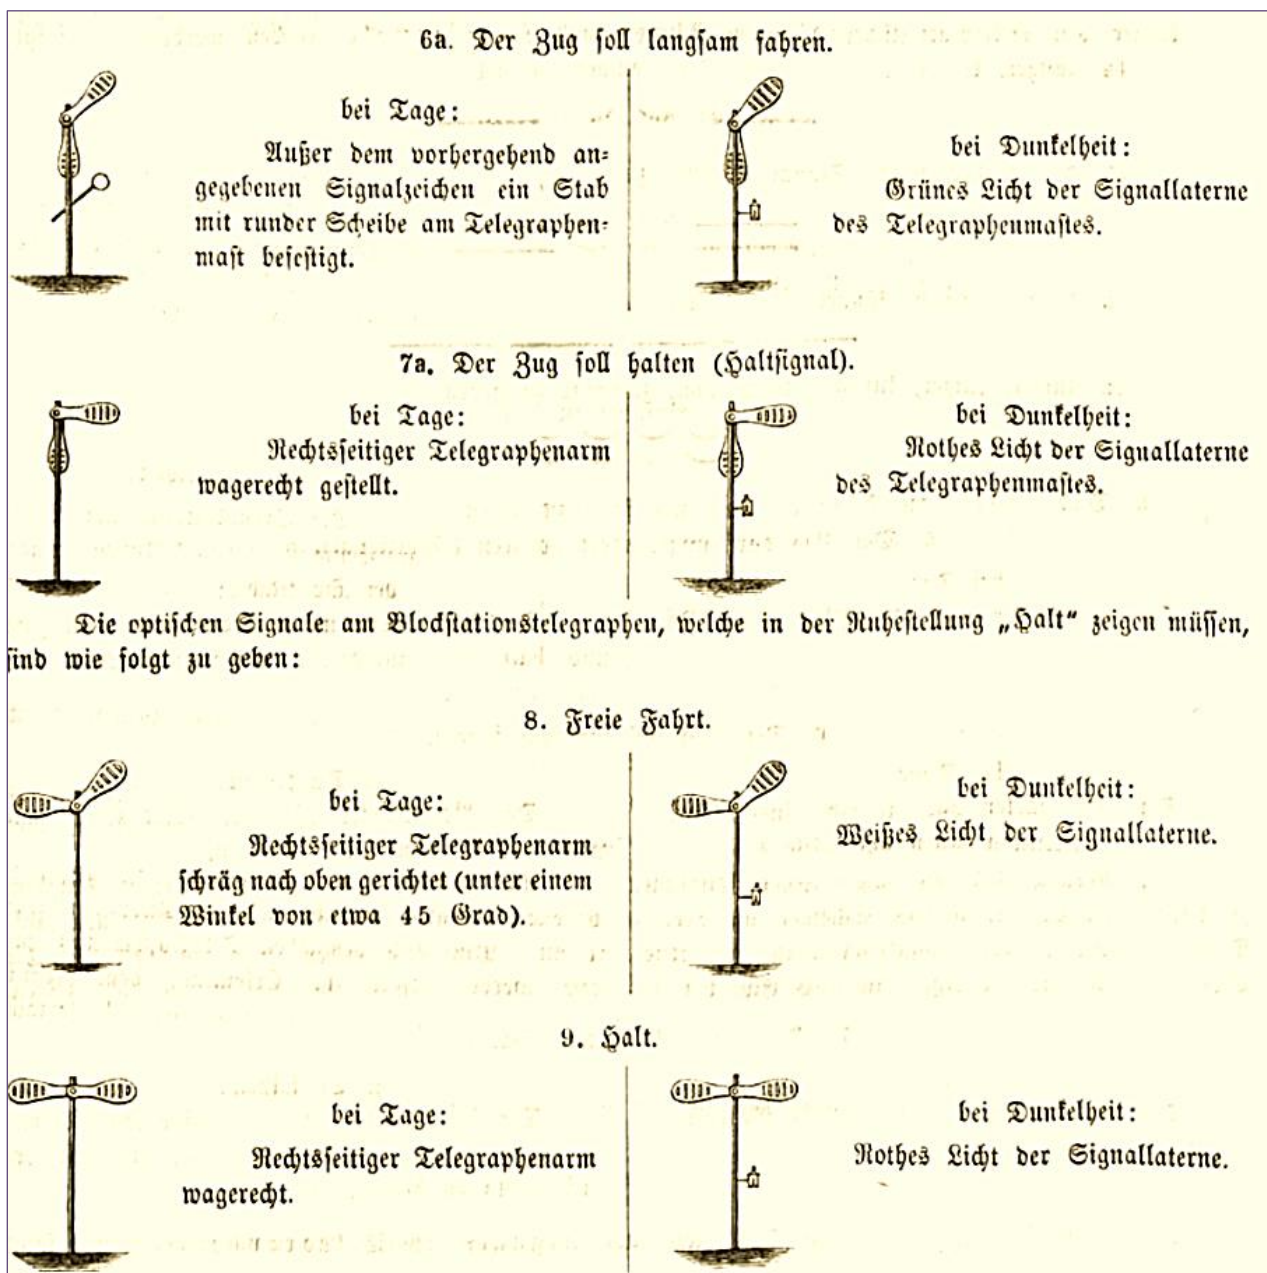 6a. Der Zug soll langsam fahren.
bei Tage:
Außer dem vorhergehend an-
gegebenen Signalzeichen ein Stab
mit runder Scheibe am Telegraphen-
mast befestigt.
bei Dunkelheit:
Grünes Licht der Signallaterne
des Telegraphenmastes.
7a. Der Zug soll halten (Haltsignal).
bei Tage:
Rechtsseitiger Telegraphenarm
wagerecht gestellt.
bei Dunkelheit:
Rothes Licht der Signallaterne
des Telegraphenmastes.
Die optischen Signale am Blockstationstelegraphen, welche in der Ruhestellung „Halt“ zeigen müssen,
sind wie folgt zu geben:
8. Freie Fahrt.
bei Tage:
Rechtsseitiger Telegraphenarm
schräg nach oben gerichtet (unter einem
Winkel von etwa 45 Grad).
bei Dunkelheit:
Weißes Licht der Signallaterne.
9. Halt.
bei Tage:
Rechtsseitiger Telegraphenarm
wagerecht.
bei Dunkelheit:
Rothes Licht der Signallaterne.